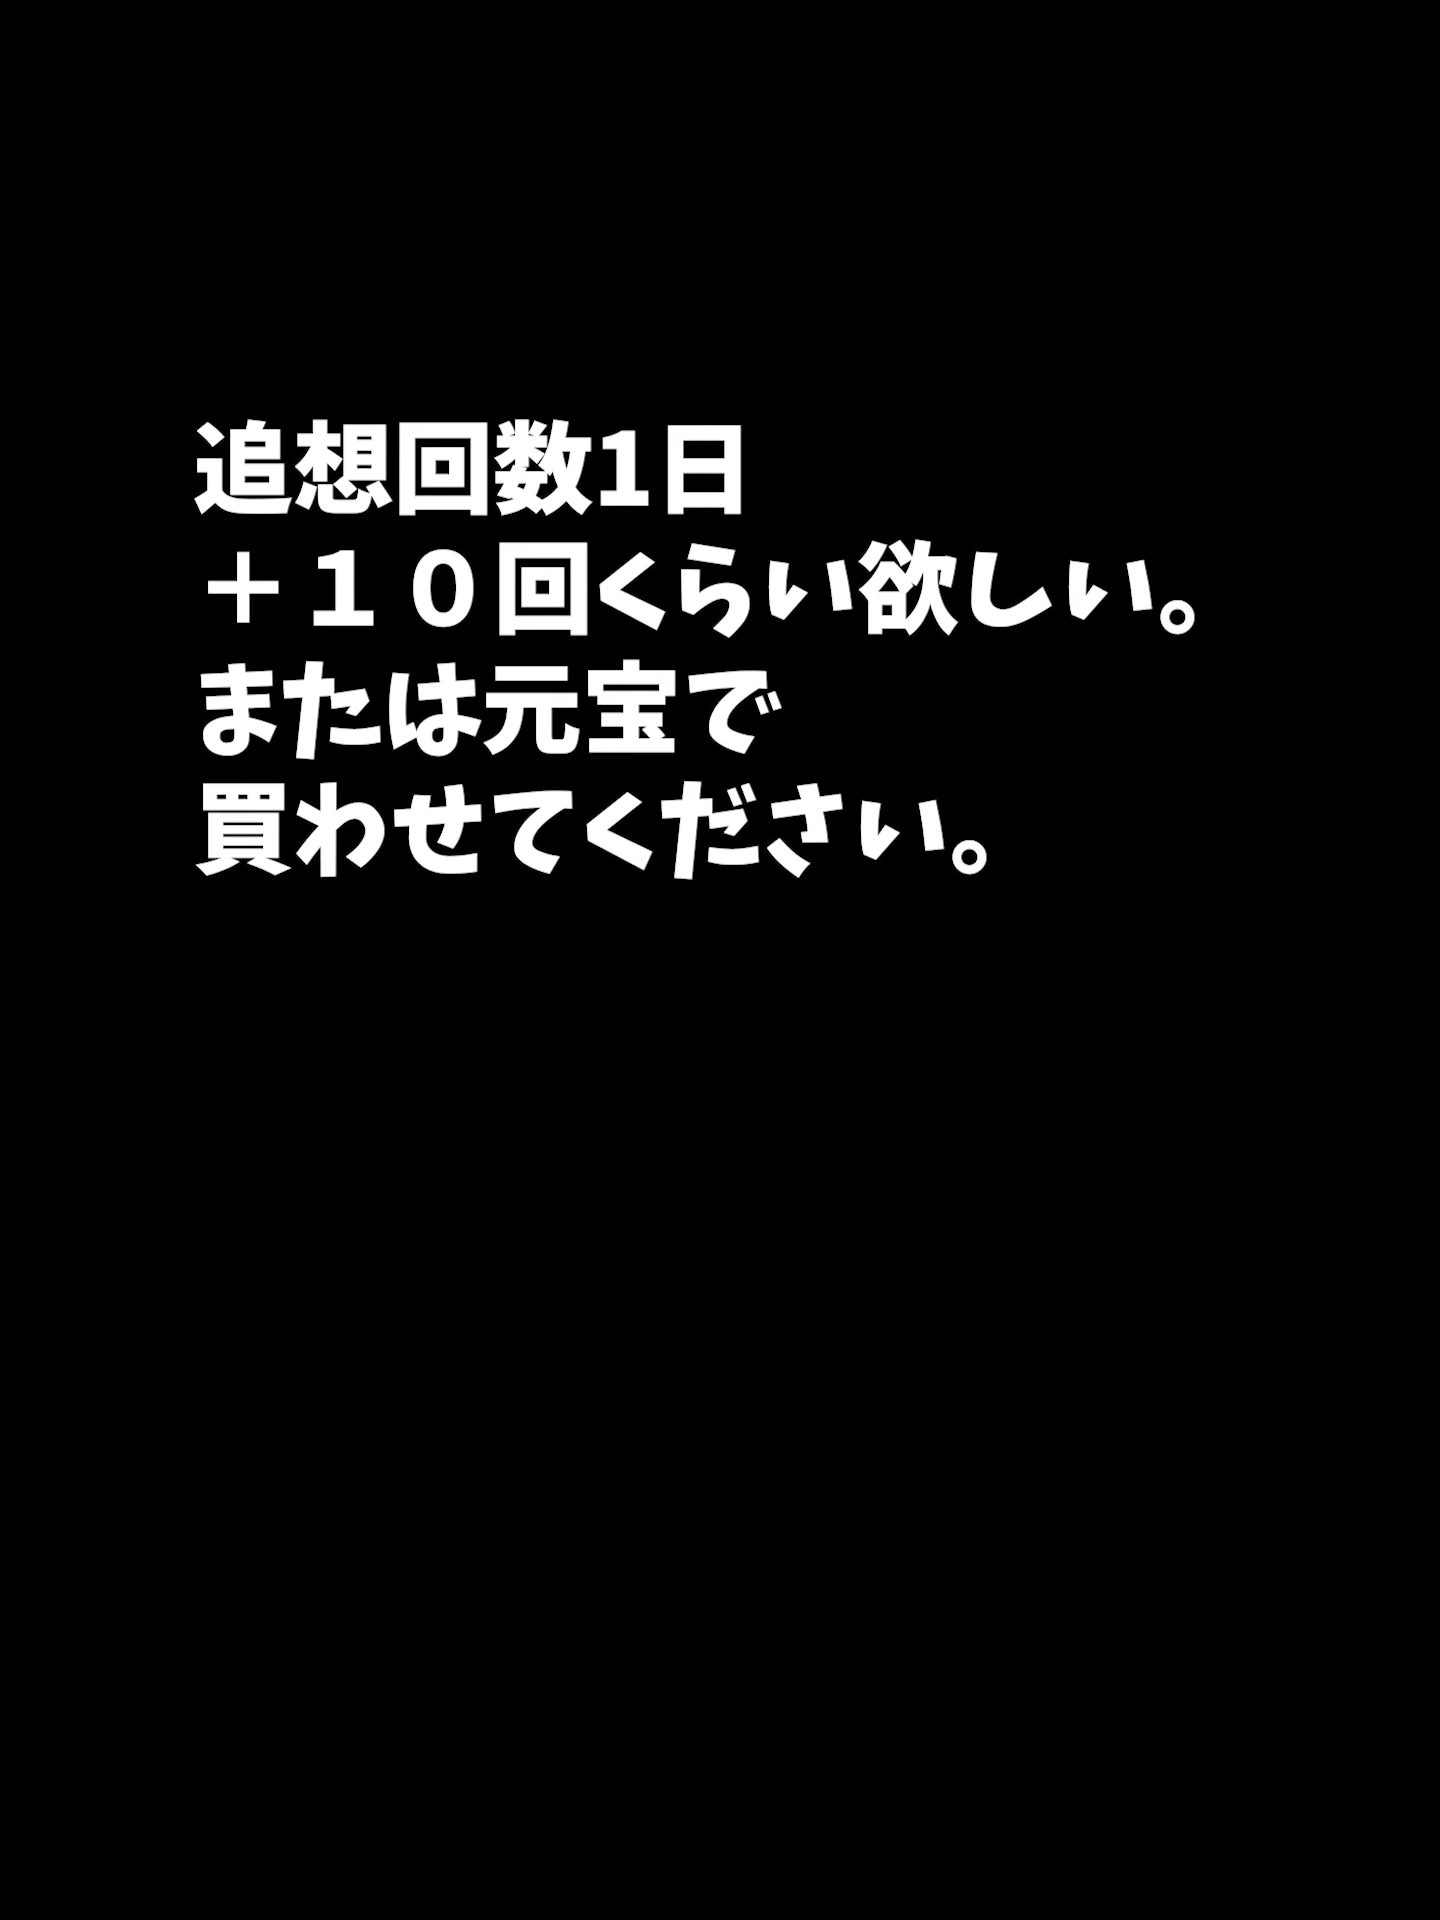 追想回数1日
＋１０回くらい欲しい。
または元宝で
買わせてください。